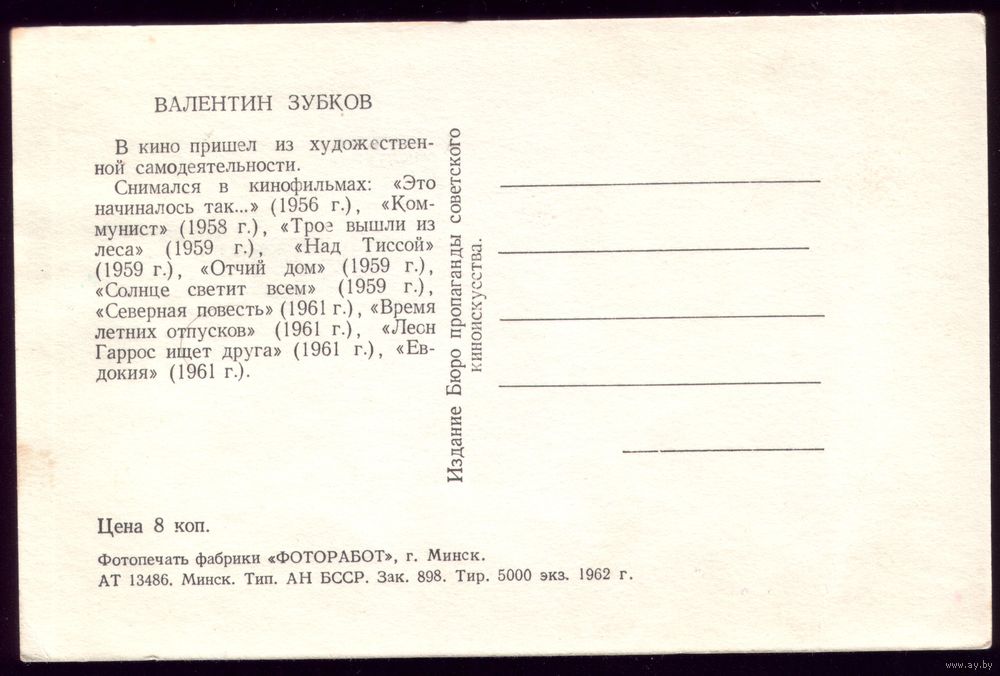 ВАЛЕНТИН ЗУБКОВ
В кино пришел из художествен-
ной самодеятельности.
Снимался в кинофильмах: «Это
начиналось так...» (1956 г.), «Ком-
мунист» (1958 г.), «Трое вышли из
леса» (1959 г.), «Над Тиссой»
(1959 г.), «Отчий дом» (1959 г.),
«Солнце светит всем» (1959 г.),
«Северная повесть» (1961 г.), «Время
летних отпусков» (1961 г.), «Леон
Гаррос ищет друга» (1961 г.), «Ев-
докия» (1961 г.).
Издание Бюро пропаганды советского
киноискусства.
Цена 8 коп.
Фотопечать фабрики «ФОТОРАБОТ», г. Минск.
АТ 13486. Минск. Тип. АН БССР. Зак. 898. Тир. 5000 экз. 1962 г.
www.ay.by